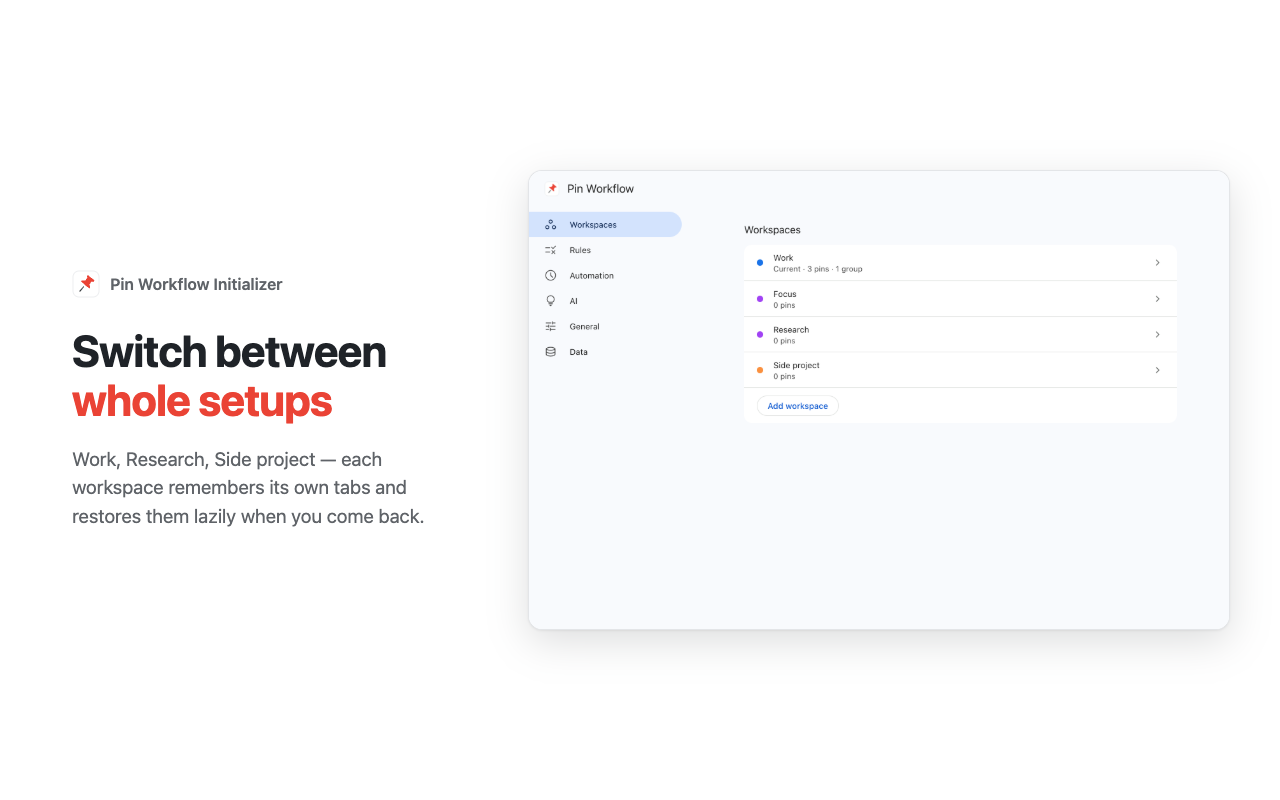 Pin Workflow Initializer
Switch between
whole setups
Work, Research, Side project — each
workspace remembers its own tabs and
restores them lazily when you come back.
Pin Workflow
Workspaces
Rules
Automation
AI
General
Data
Workspaces
Work
Current · 3 pins · 1 group
Focus
0 pins
Research
0 pins
Side project
0 pins
Add workspace